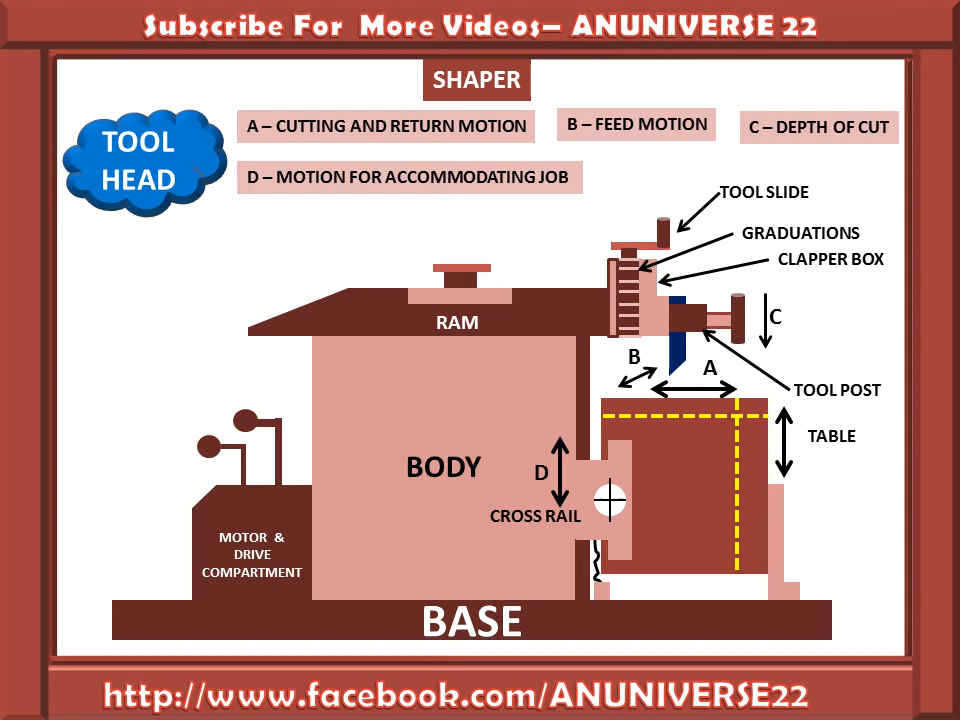 Subscribe For More Videos– ANUNIVERSE 22
SHAPER
TOOL
HEAD
A – CUTTING AND RETURN MOTION
B – FEED MOTION
C – DEPTH OF CUT
D – MOTION FOR ACCOMMODATING JOB
TOOL SLIDE
GRADUATIONS
CLAPPER BOX
RAM
C
B
A
TOOL POST
TABLE
BODY
D
CROSS RAIL
MOTOR &
DRIVE
COMPARTMENT
BASE
http://www.facebook.com/ANUNIVERSE22